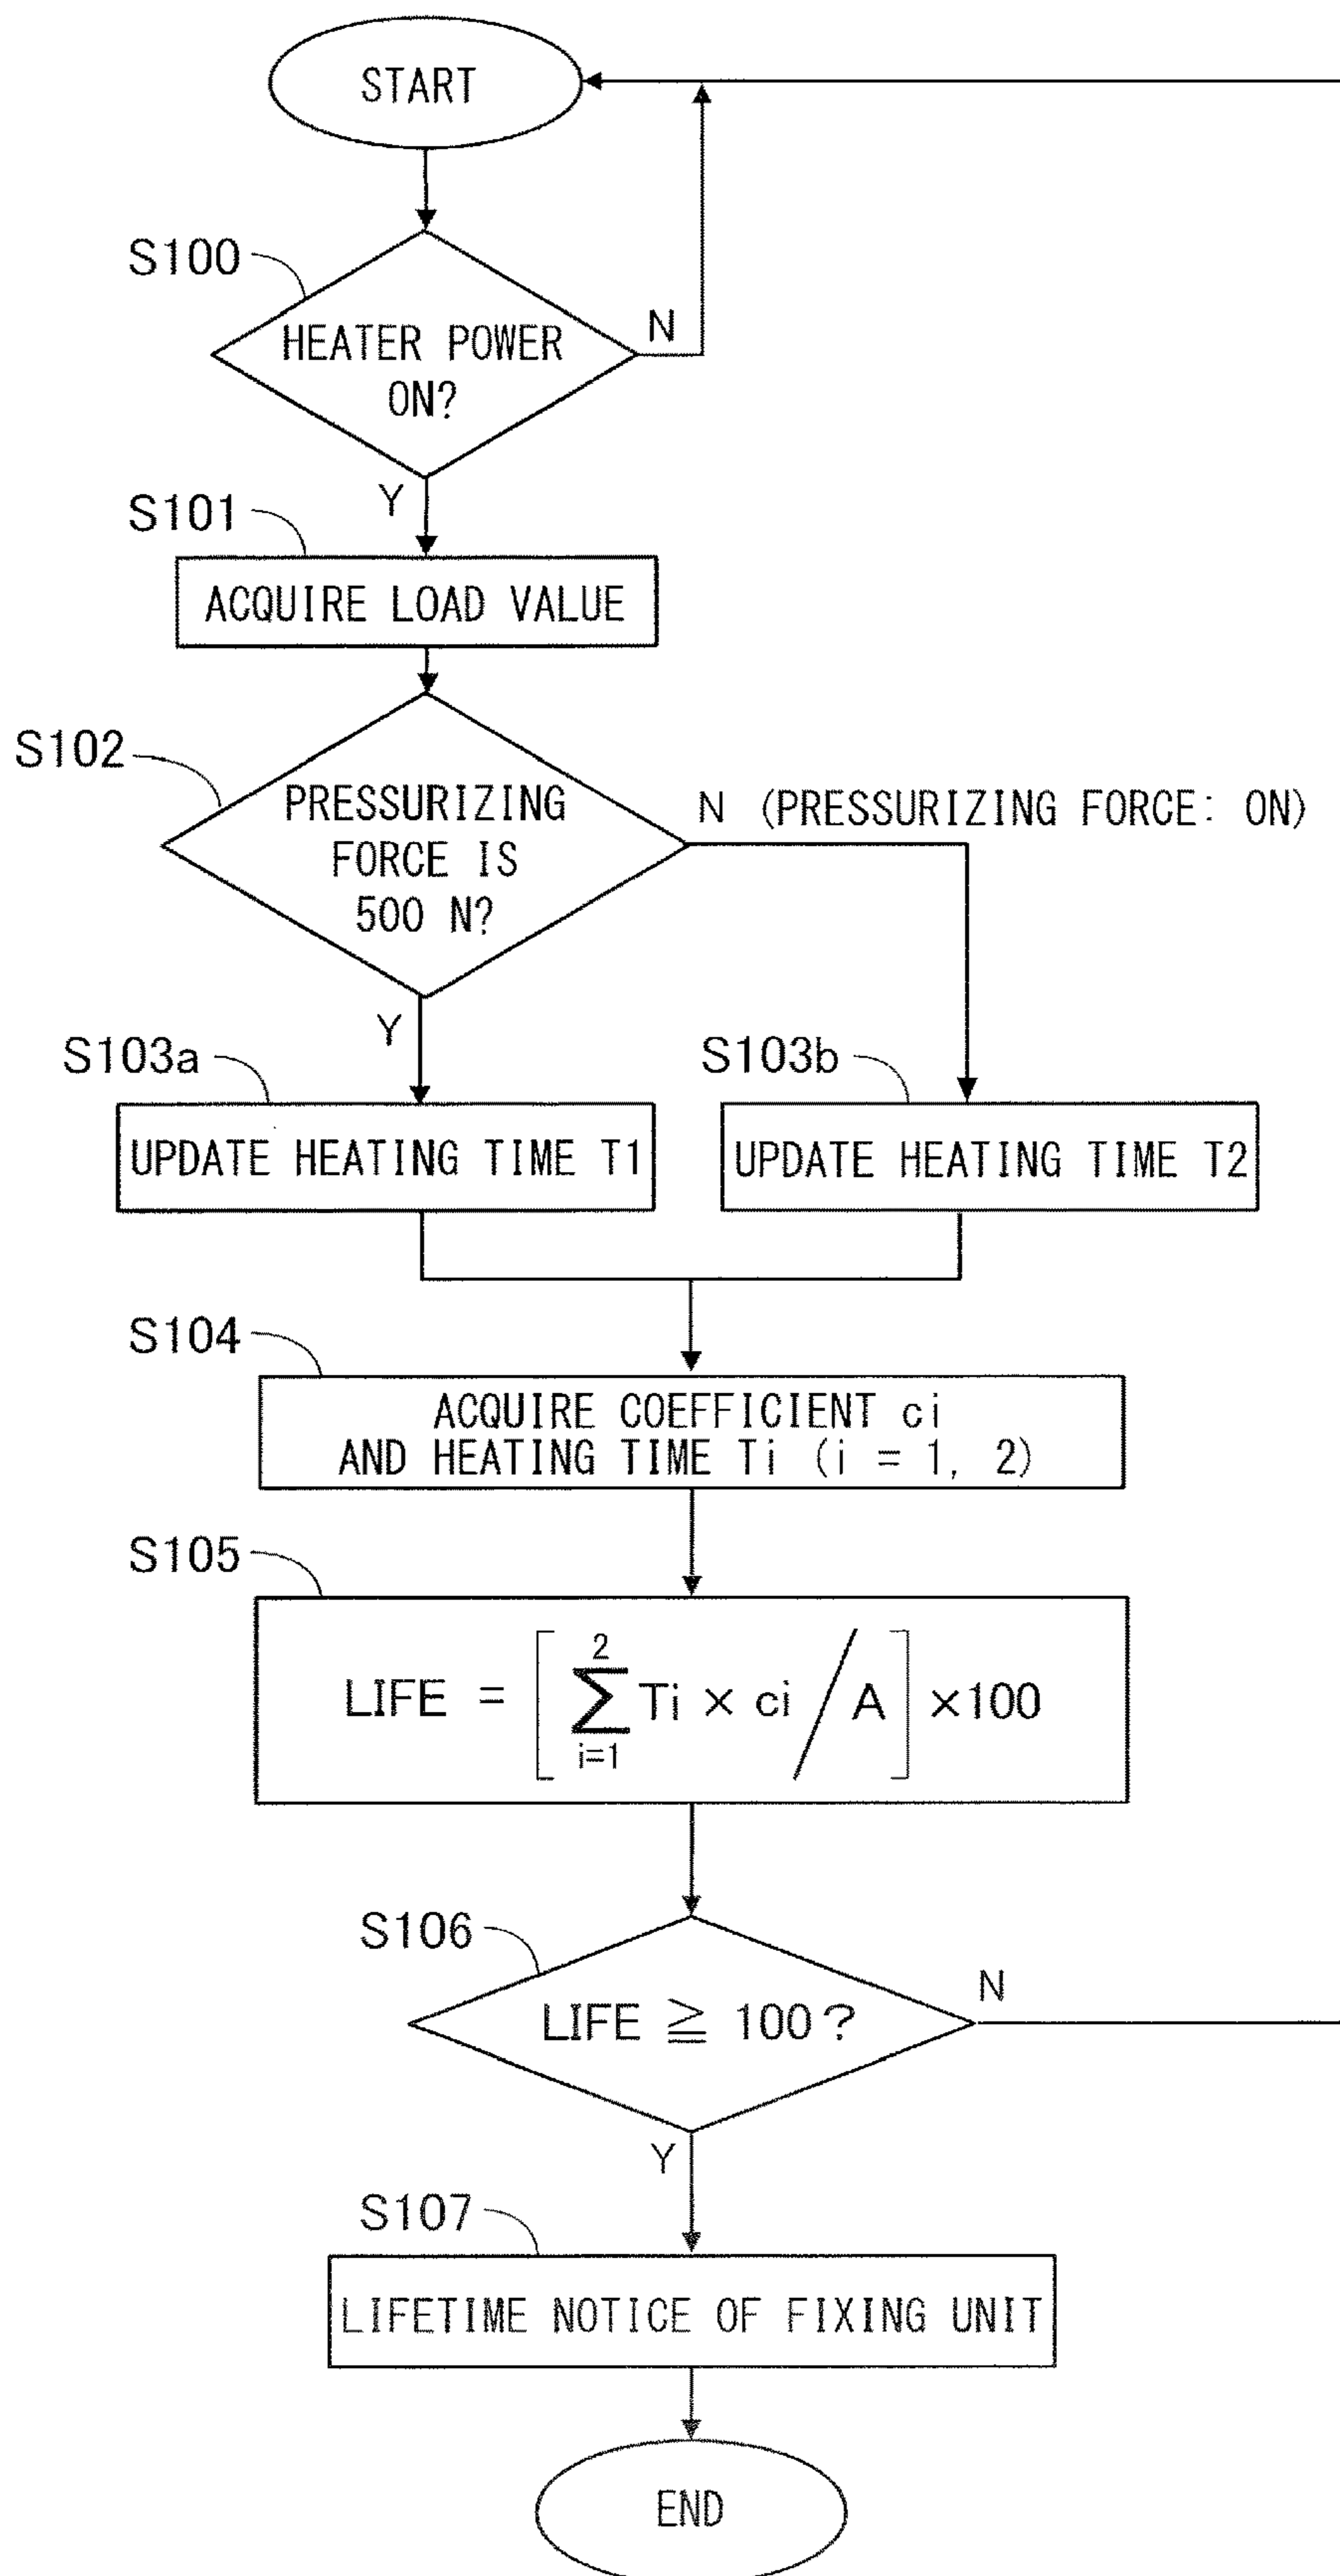 START
S100
HEATER POWER
ON?
N
Y
S101
ACQUIRE LOAD VALUE
S102
PRESSURIZING
FORCE IS
500 N?
N (PRESSURIZING FORCE: ON)
Y
S103a
S103b
UPDATE HEATING TIME T1
UPDATE HEATING TIME T2
S104
ACQUIRE COEFFICIENT ci
AND HEATING TIME Ti (i = 1, 2)
S105
LIFE = [ 2∑i=1 Ti × ci / A ] ×100
S106
LIFE ≧ 100?
N
Y
S107
LIFETIME NOTICE OF FIXING UNIT
END